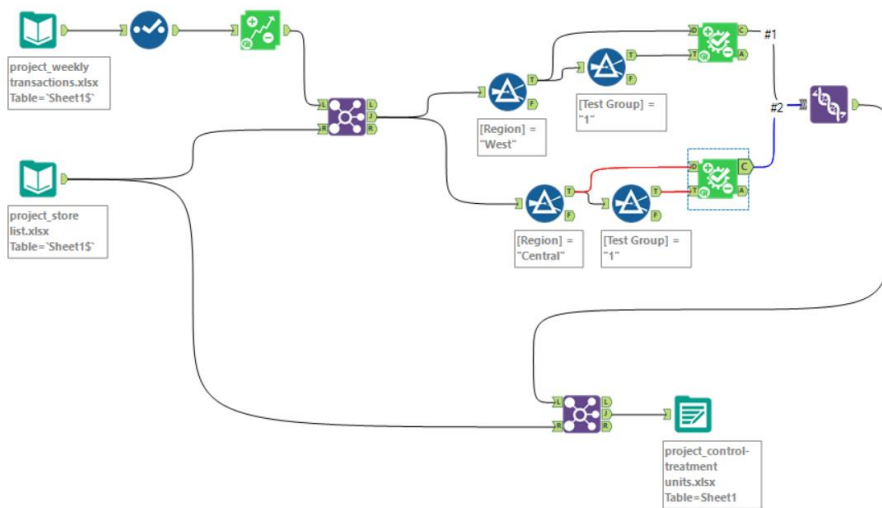 project_weekly
transactions.xlsx
Table=`Sheet1$`
L
R
L
J
R
[Region] =
"West"
T
F
[Test Group] =
"1"
T
F
D
T
C
A
#1
#2
project_store
list.xlsx
Table=`Sheet1$`
[Region] =
"Central"
T
F
[Test Group] =
"1"
T
F
D
T
C
A
L
R
L
J
R
project_control-
treatment
units.xlsx
Table=Sheet1